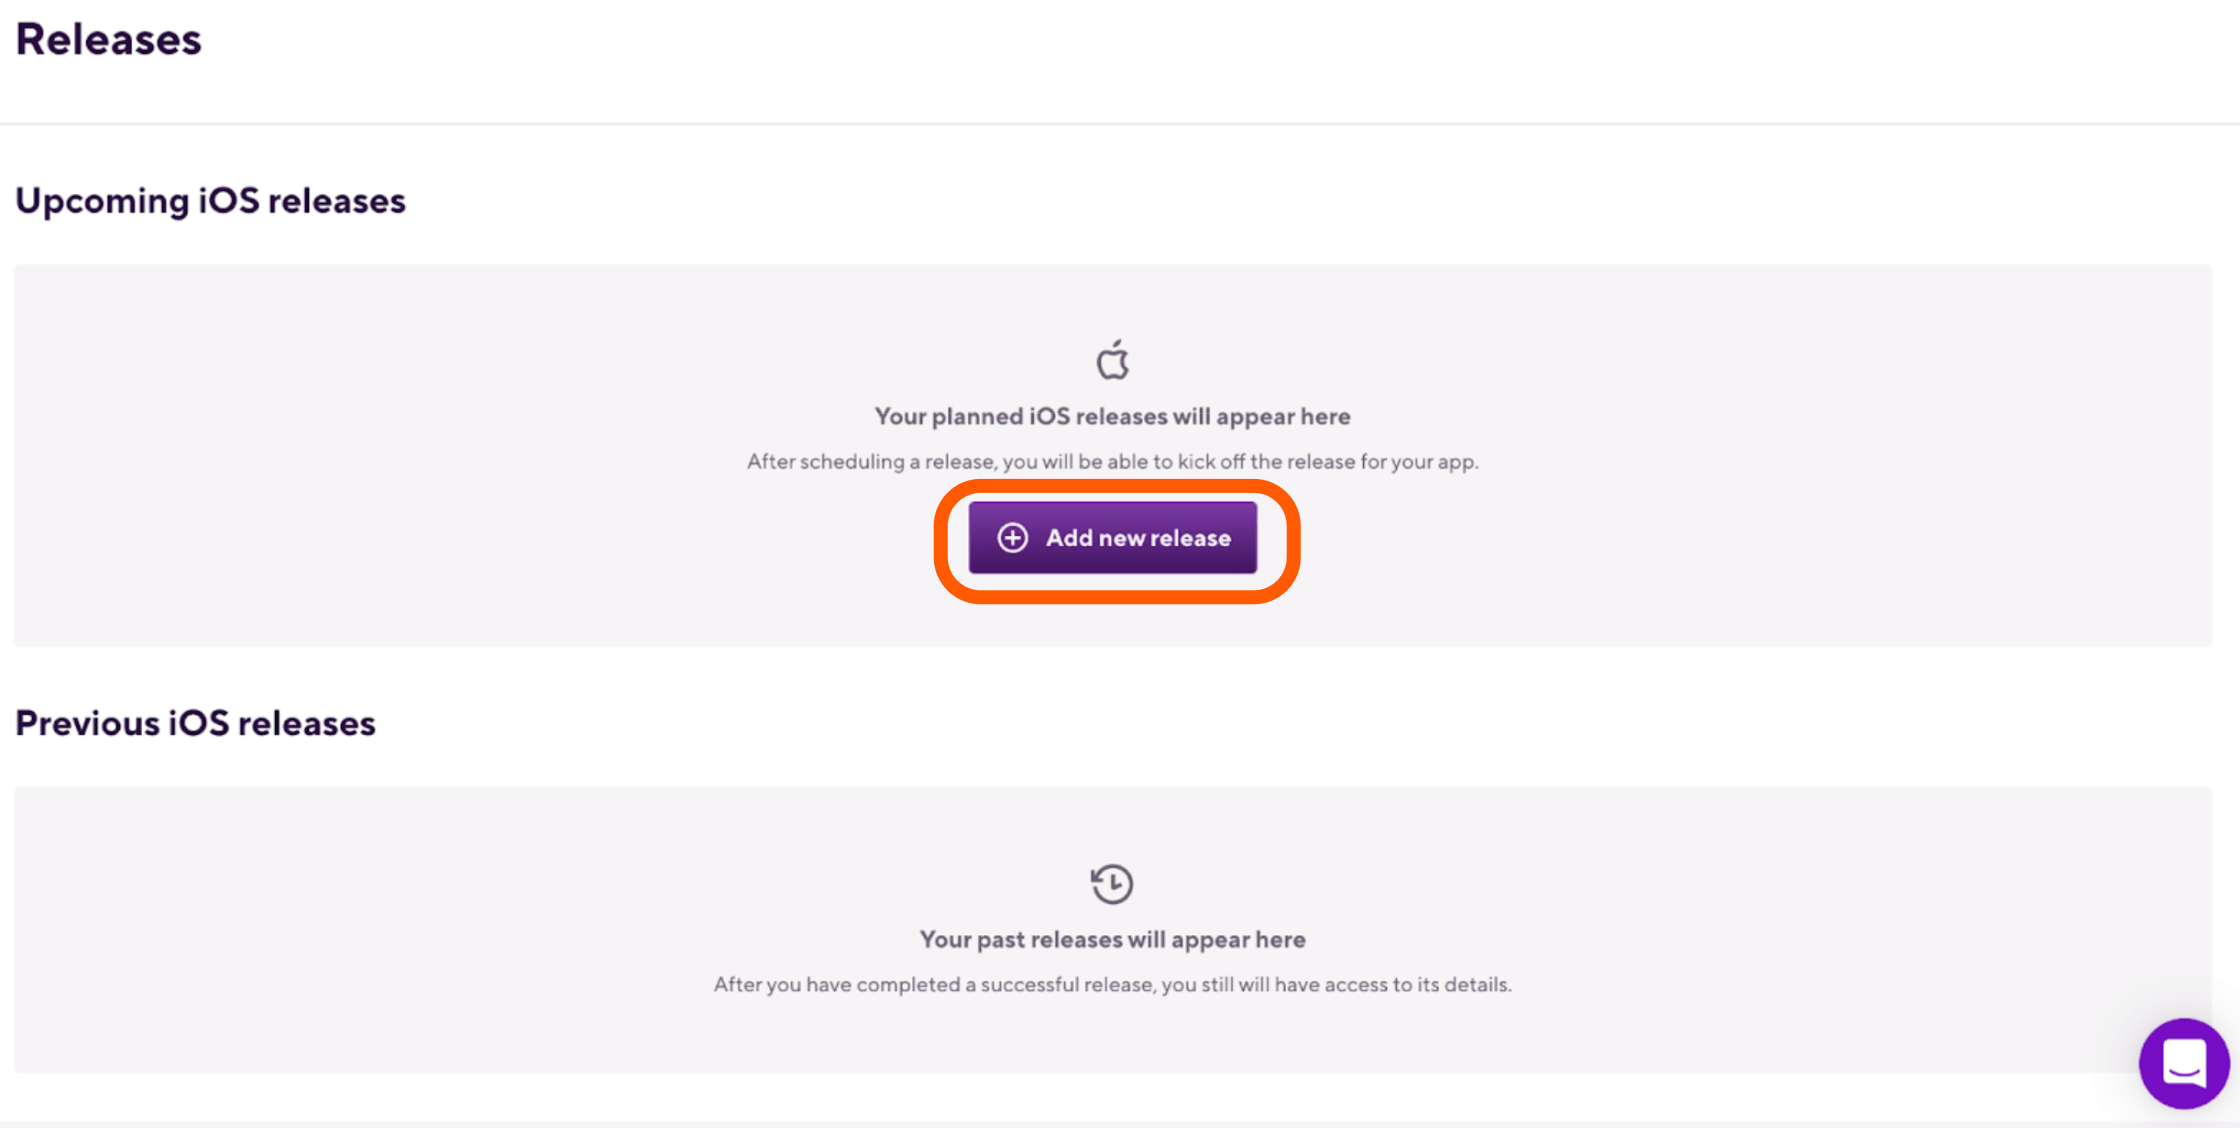 Releases
Upcoming iOS releases
Your planned iOS releases will appear here
After scheduling a release, you will be able to kick off the release for your app.
Add new release
Previous iOS releases
Your past releases will appear here
After you have completed a successful release, you still will have access to its details.